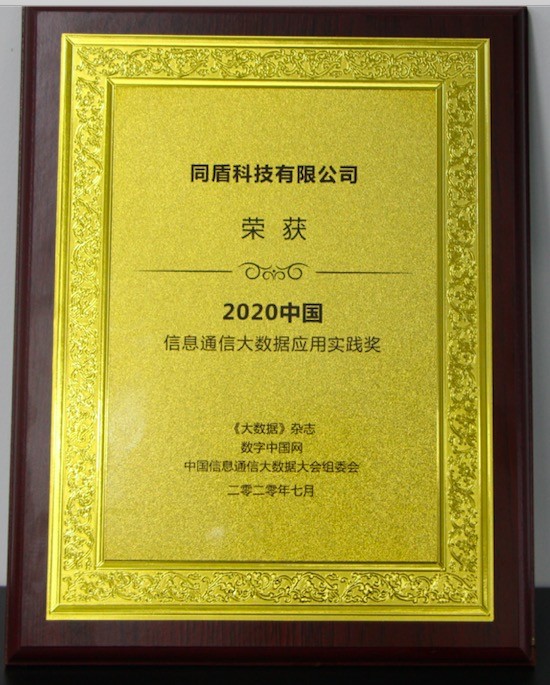 同盾科技有限公司
荣获
2020中国
信息通信大数据应用实践奖
《大数据》杂志
数字中国网
中国信息通信大数据大会组委会
二零二零年七月